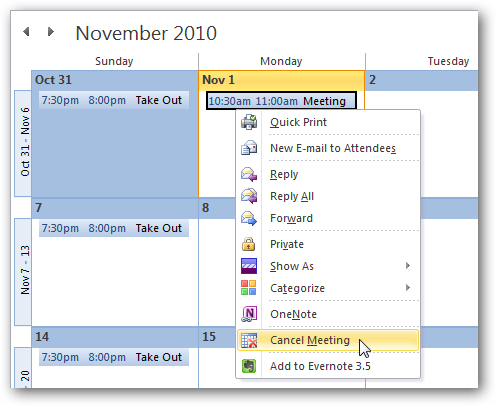 November 2010
Sunday Monday Tuesday
Oct 31 Nov 1 2
7:30pm 8:00pm Take Out
10:30am 11:00am Meeting
Oct 31 - Nov 6
Quick Print
New E-mail to Attendees
Reply
Reply All
Forward
Private
Show As
Categorize
OneNote
Cancel Meeting
Add to Evernote 3.5
7 8
7:30pm 8:00pm Take Out
Nov 7 - 13
14 15
7:30pm 8:00pm Take Out
- 20